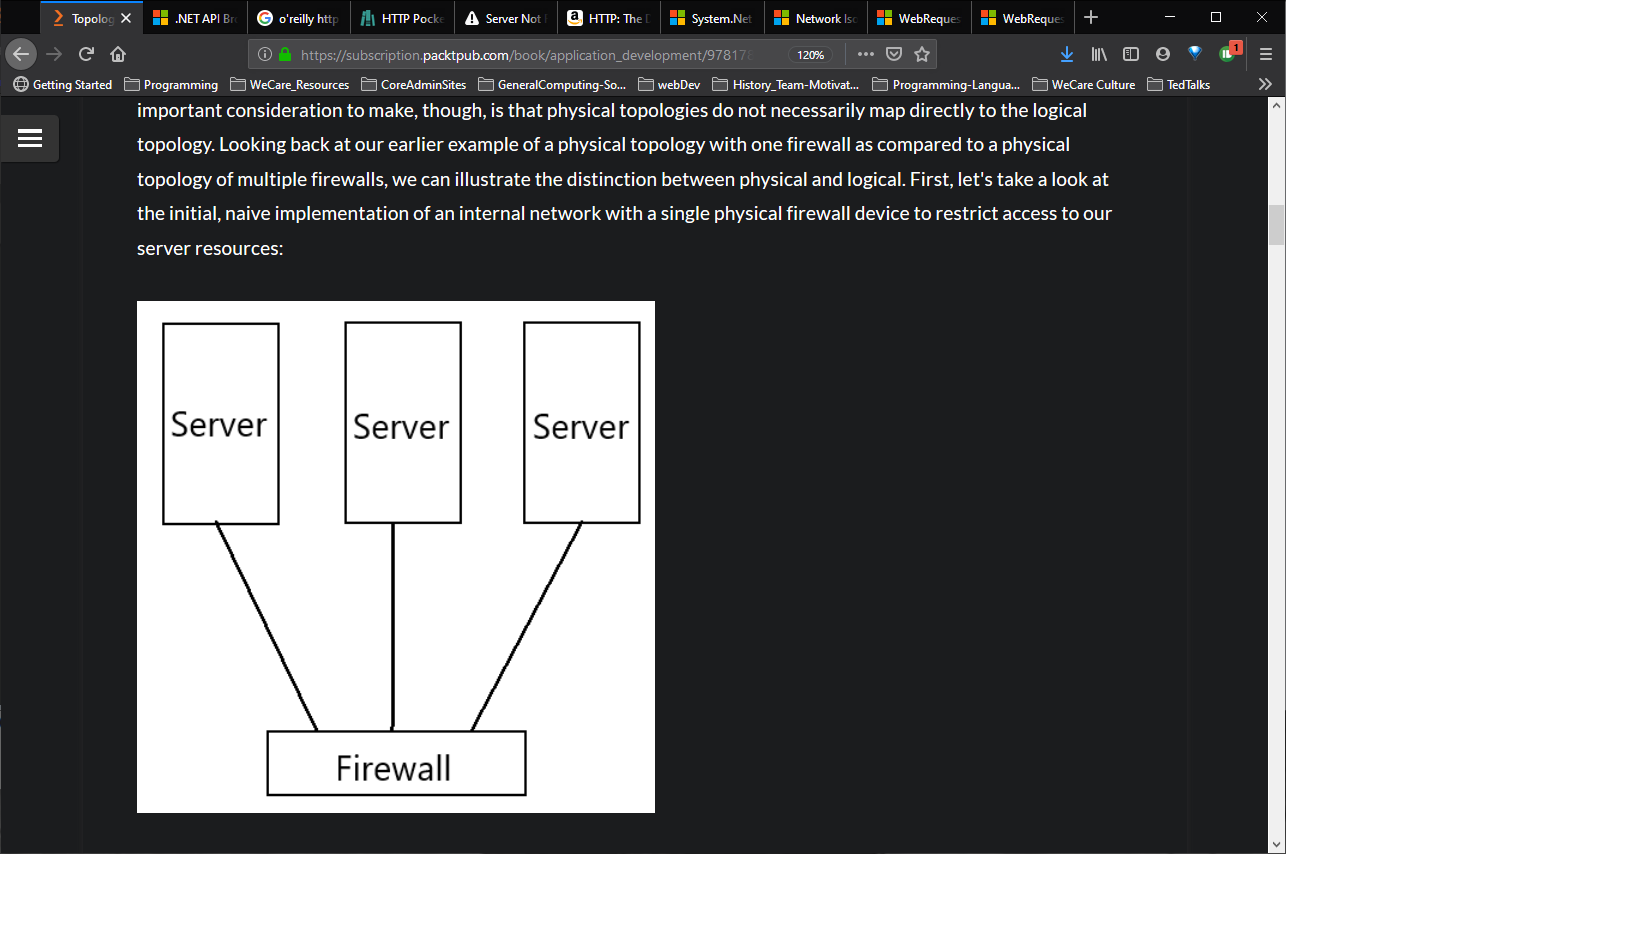 Topolog
.NET API Br
o'reilly http
HTTP Pocke
Server Not
HTTP: The D
System.Net
Network Iso
WebReques
WebReques
https://subscription.packtpub.com/book/application_development/97817
120%
1
Getting Started
Programming
WeCare_Resources
CoreAdminSites
GeneralComputing-So...
webDev
History_Team-Motivat...
Programming-Langua...
WeCare Culture
TedTalks
important consideration to make, though, is that physical topologies do not necessarily map directly to the logical
topology. Looking back at our earlier example of a physical topology with one firewall as compared to a physical
topology of multiple firewalls, we can illustrate the distinction between physical and logical. First, let's take a look at
the initial, naive implementation of an internal network with a single physical firewall device to restrict access to our
server resources:
Server
Server
Server
Firewall